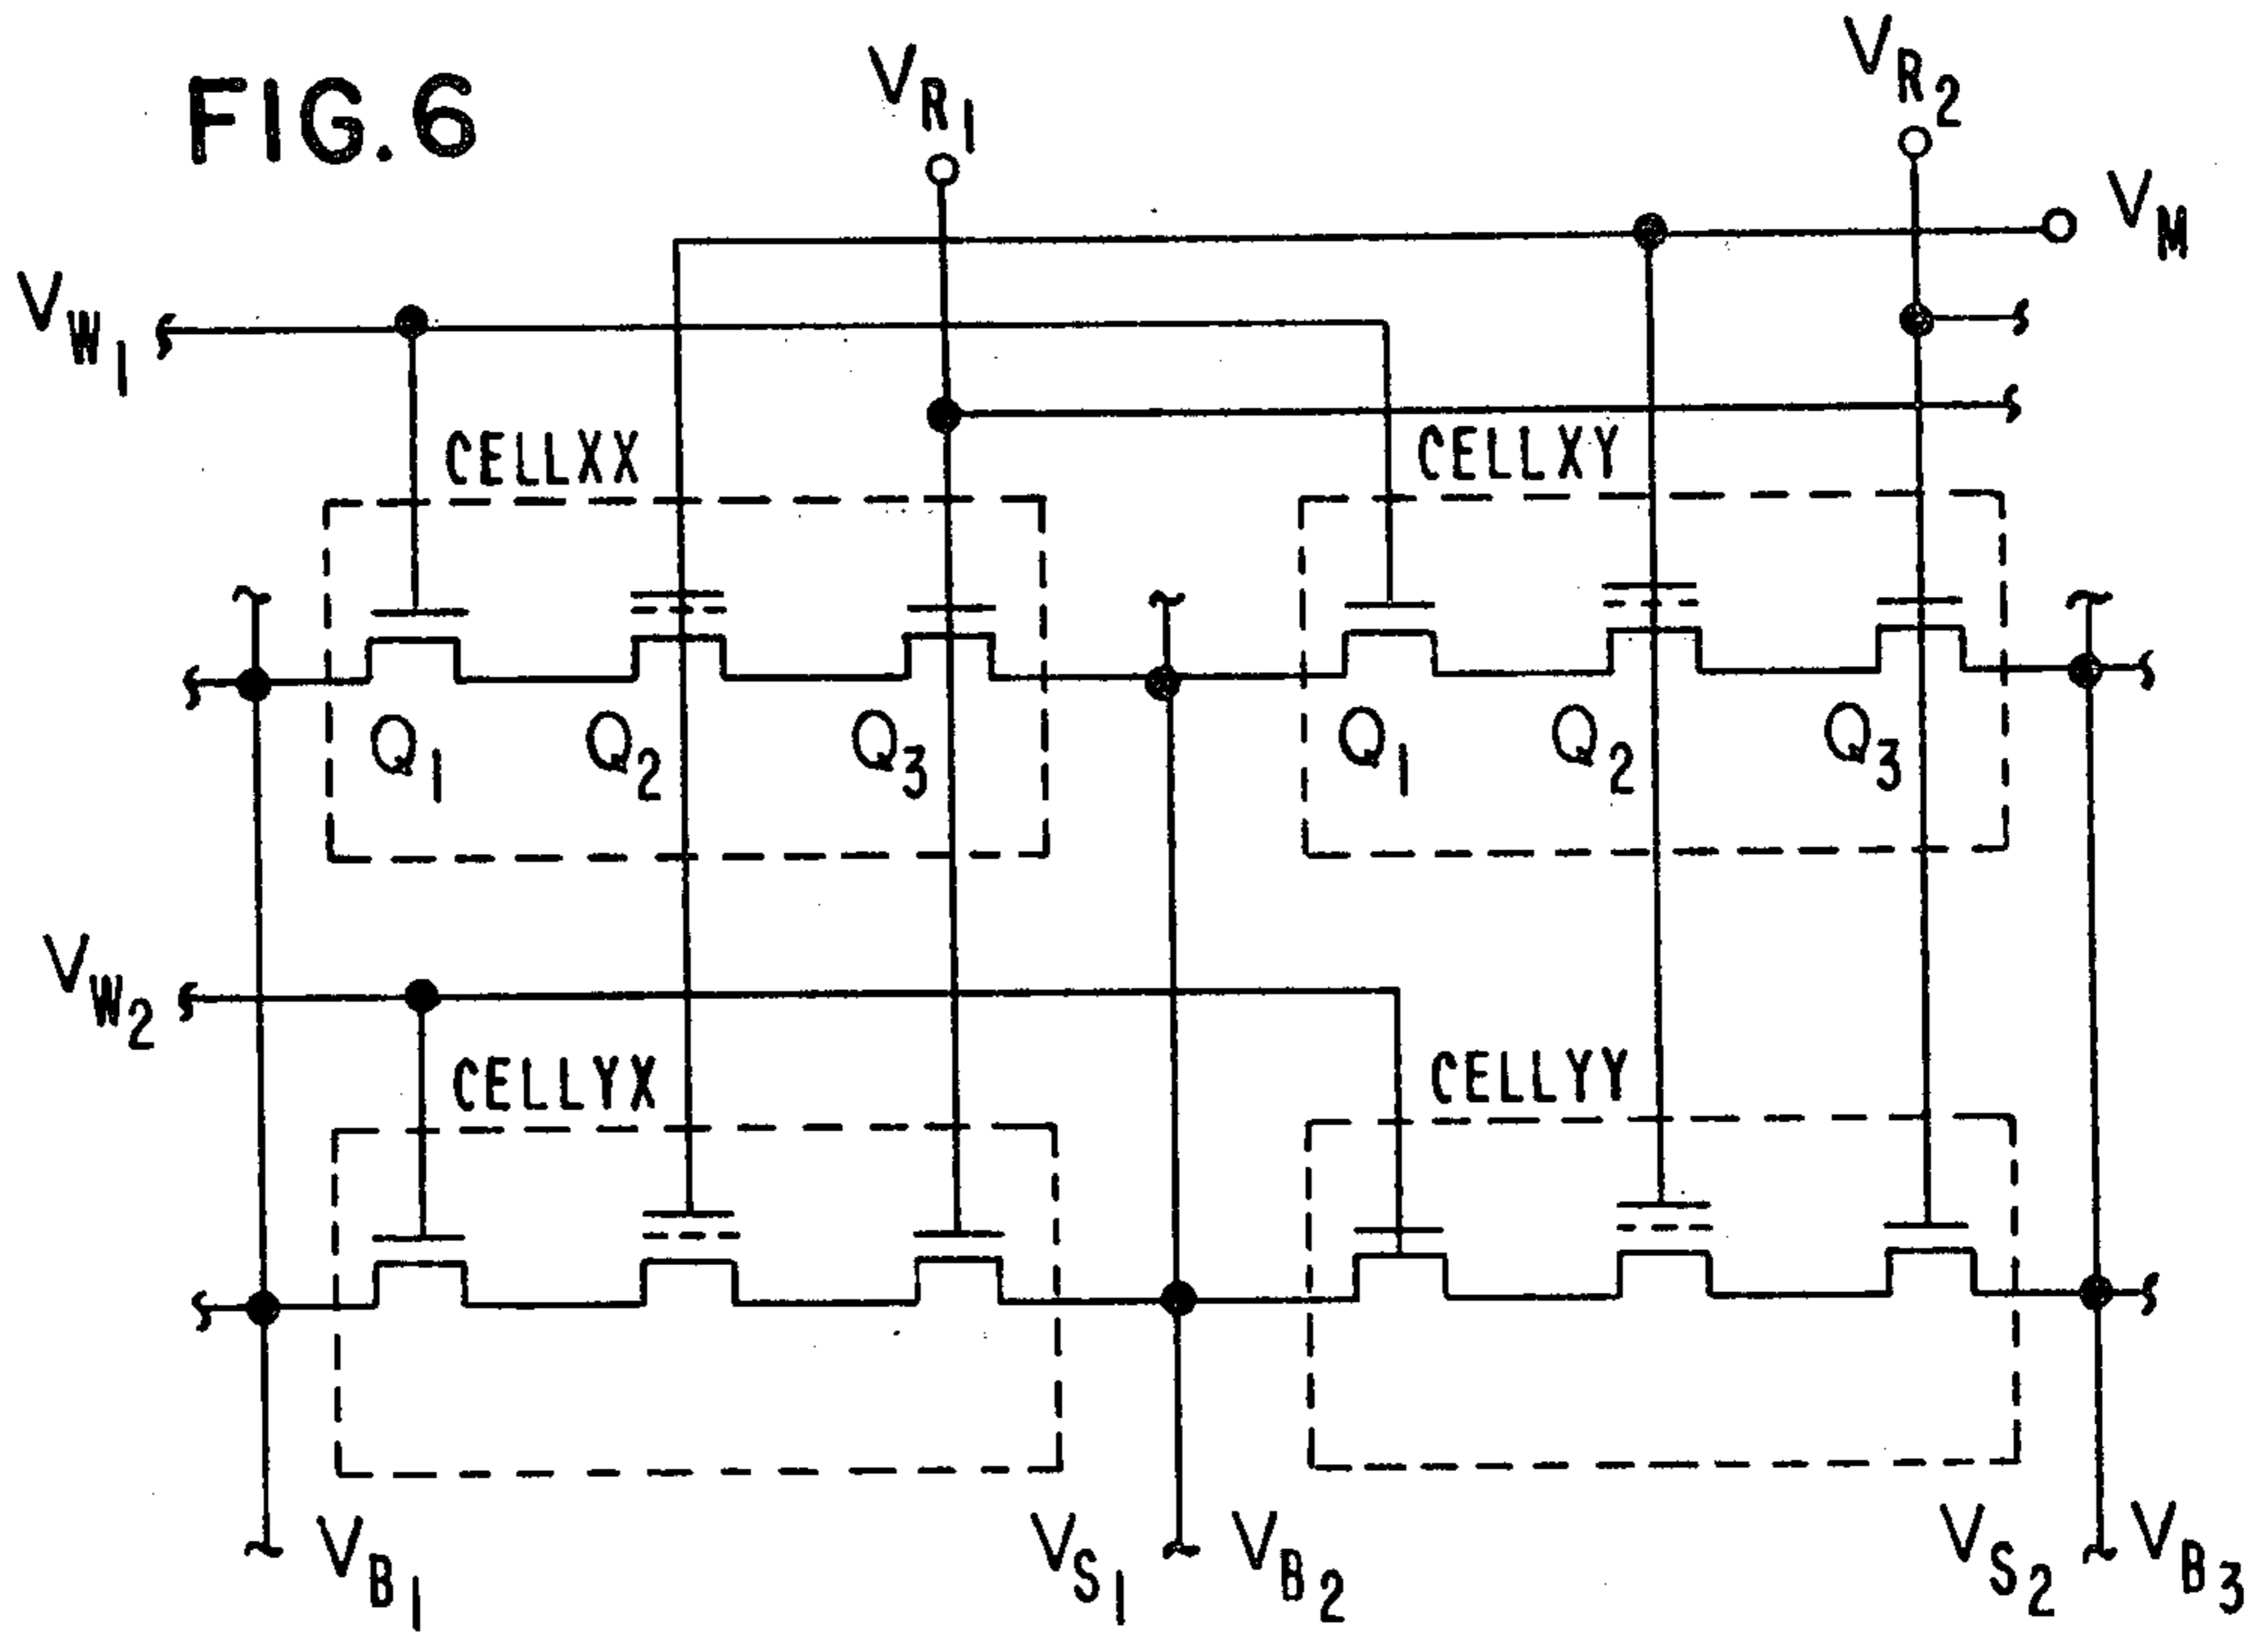 FIG.6
VR1
VR2
VM
VW1
CELLXX
CELLXY
Q1
Q2
Q3
Q1
Q2
Q3
VW2
CELLYX
CELLYY
VB1
VS1
VB2
VS2
VB3